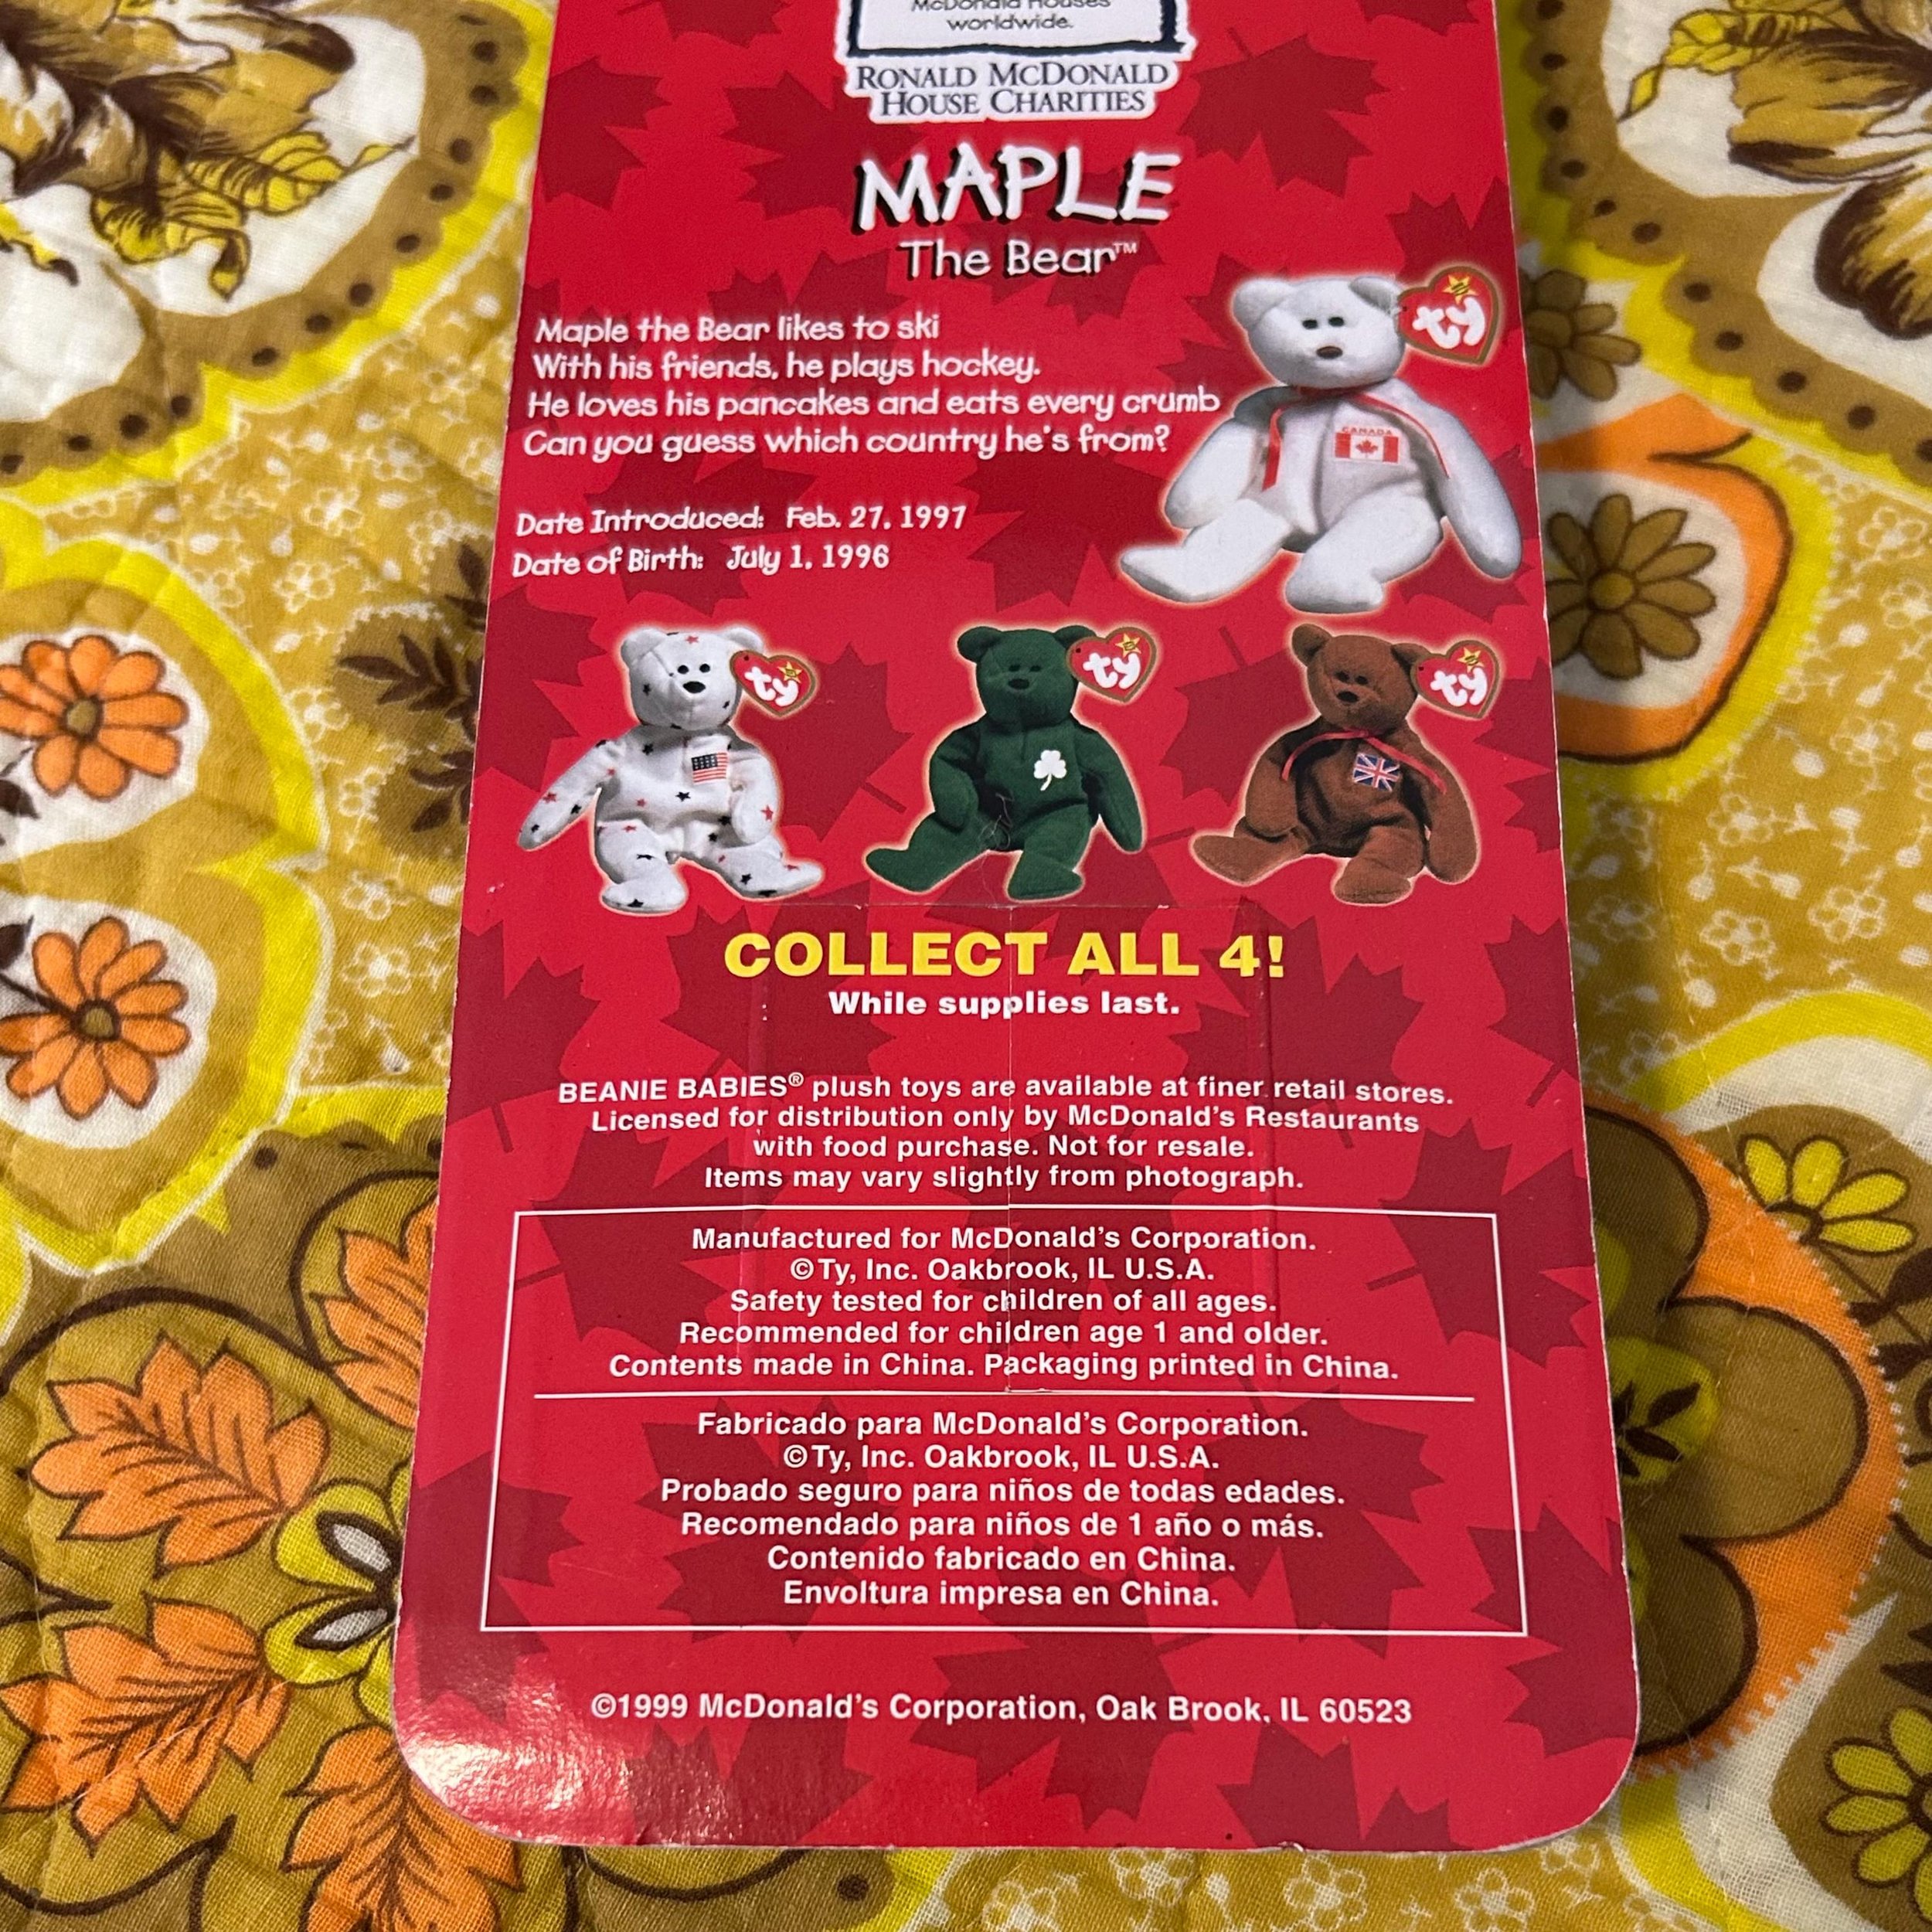 McDonald Houses
worldwide.
RONALD MCDONALD
HOUSE CHARITIES
MAPLE
The Bear™
Maple the Bear likes to ski
With his friends, he plays hockey.
He loves his pancakes and eats every crumb
Can you guess which country he's from?
ty
CANADA
Date Introduced: Feb. 27, 1997
Date of Birth: July 1, 1996
ty
ty
ty
COLLECT ALL 4!
While supplies last.
BEANIE BABIES® plush toys are available at finer retail stores.
Licensed for distribution only by McDonald's Restaurants
with food purchase. Not for resale.
Items may vary slightly from photograph.
Manufactured for McDonald's Corporation.
©Ty, Inc. Oakbrook, IL U.S.A.
Safety tested for children of all ages.
Recommended for children age 1 and older.
Contents made in China. Packaging printed in China.
Fabricado para McDonald's Corporation.
©Ty, Inc. Oakbrook, IL U.S.A.
Probado seguro para niños de todas edades.
Recomendado para niños de 1 año o más.
Contenido fabricado en China.
Envoltura impresa en China.
©1999 McDonald's Corporation, Oak Brook, IL 60523